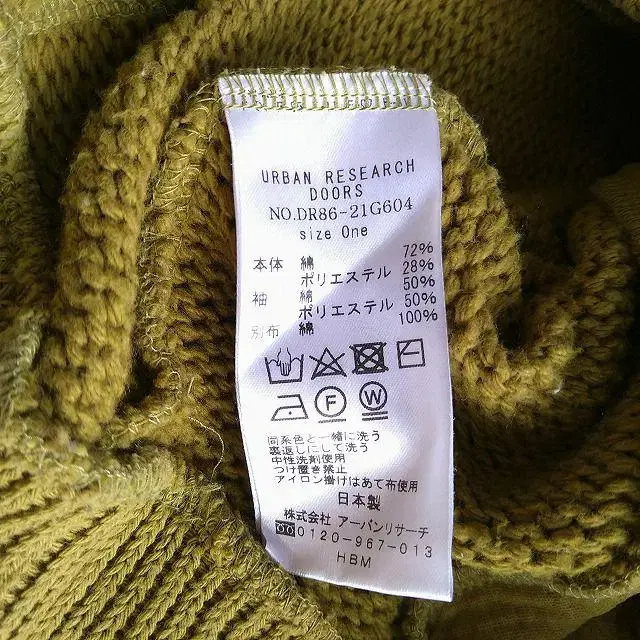 URBAN RESEARCH
DOORS
NO.DR86-21G604
size One
本体 綿 72%
ポリエステル 28%
袖 綿 50%
ポリエステル 50%
別布 綿 100%
F W
同系色と一緒に洗う
裏返しにして洗う
中性洗剤使用
つけ置き禁止
アイロン掛けはあて布使用
日本製
株式会社 アーバンリサーチ
0120-967-013
HBM